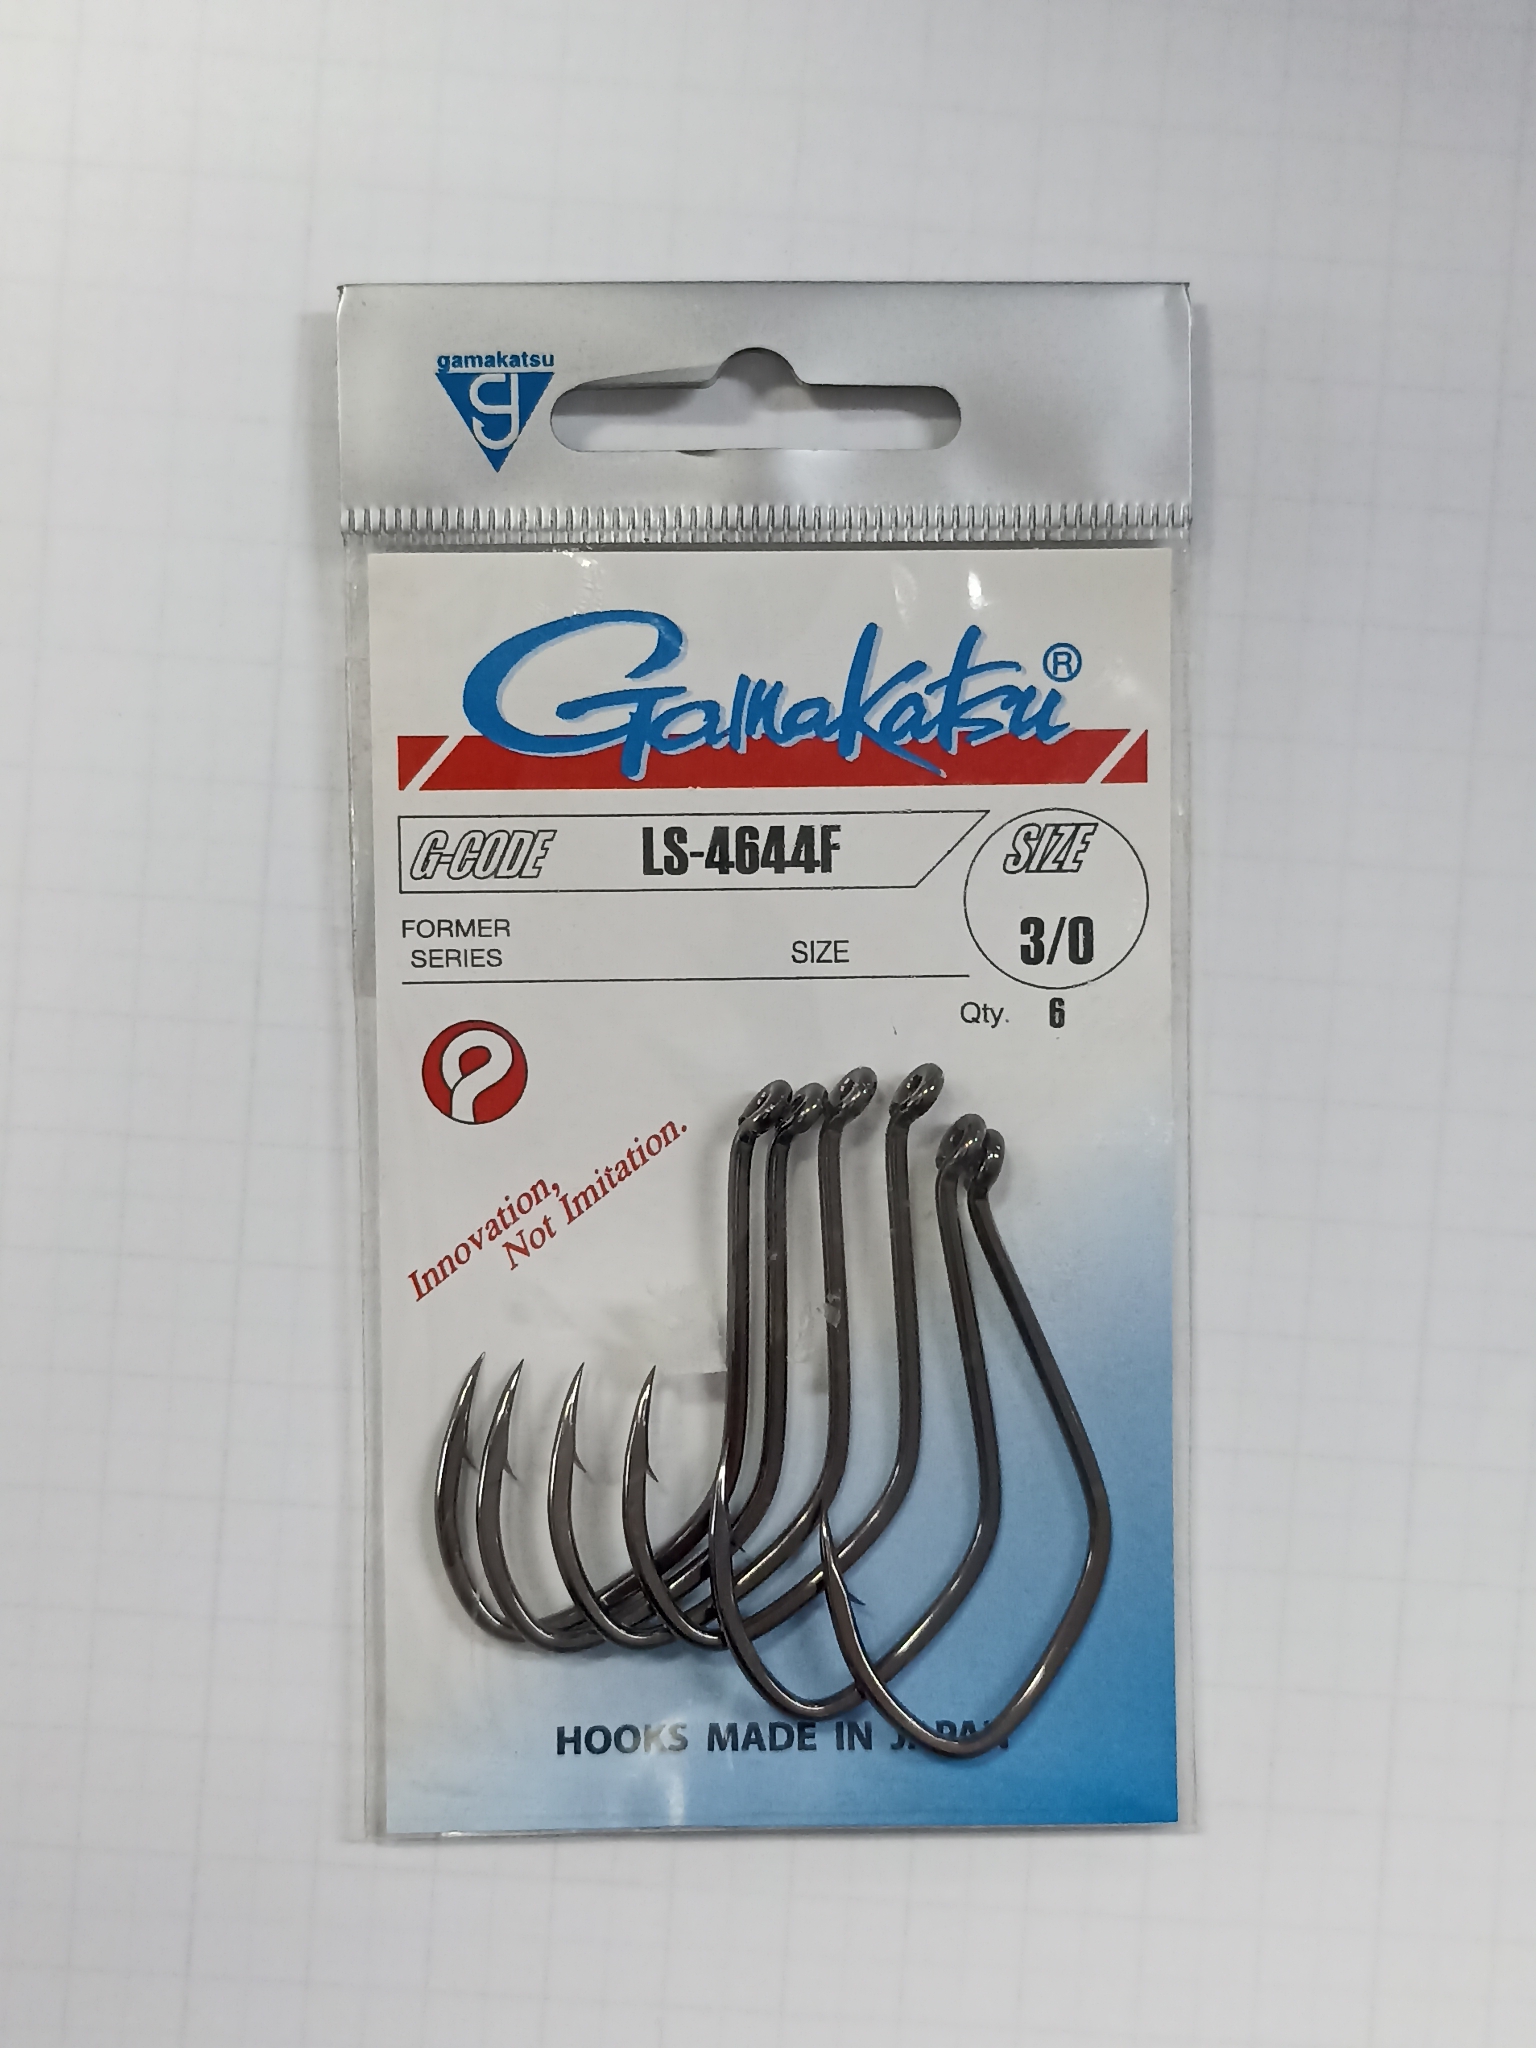 gamakatsu
Gamakatsu®
G-CODE LS-4644F SIZE
3/0
FORMER
SERIES SIZE
Qty. 6
Innovation,
Not Imitation.
HOOKS MADE IN JAPAN